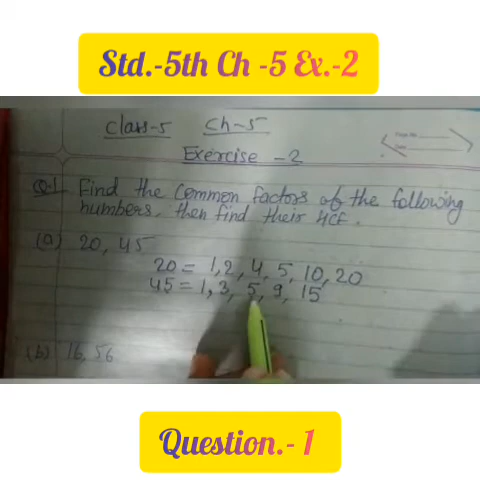 Std.-5th Ch -5 Ex.-2
Class-5 Ch-5
Exercise -2
Q.1 Find the Common factors of the following
numbers, then find their HCF.
(a) 20, 45
20 = 1, 2, 4, 5, 10, 20
45 = 1, 3, 5, 9, 15
(b) 16, 56
Question.- 1